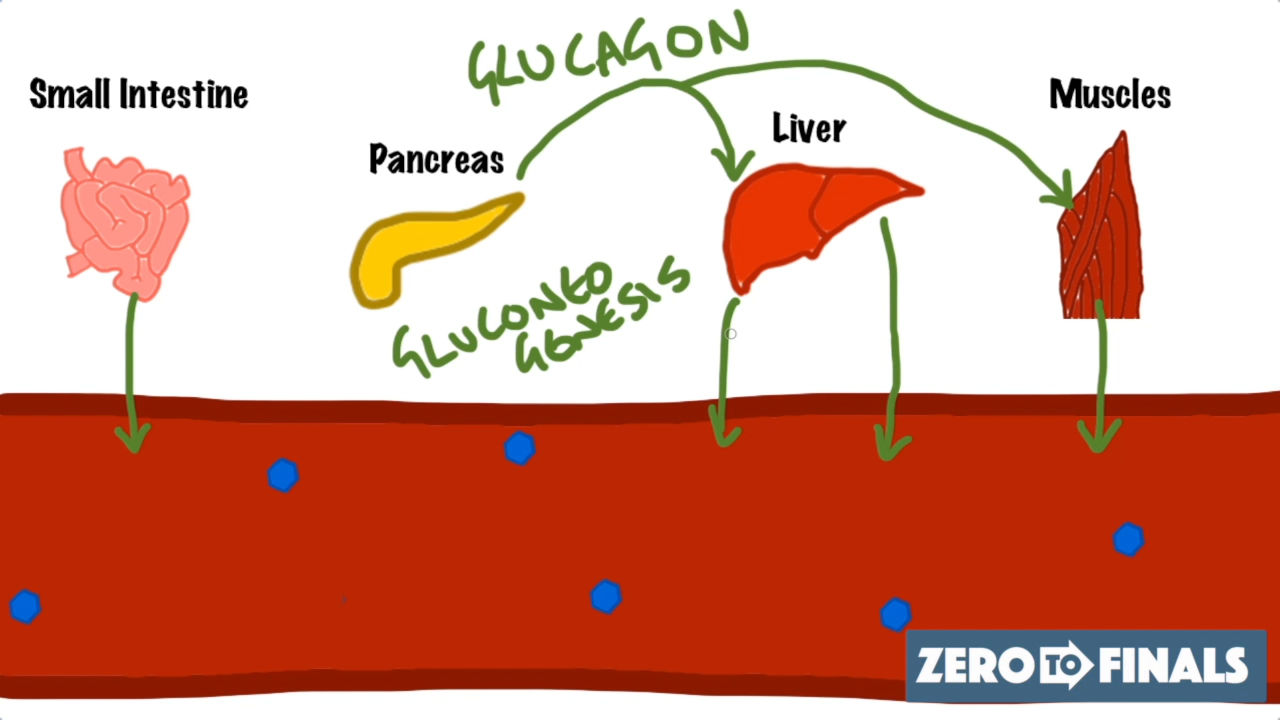 GLUCAGON
Small Intestine
Pancreas
Liver
Muscles
GLUCONEO
GENESIS
ZERO TO FINALS